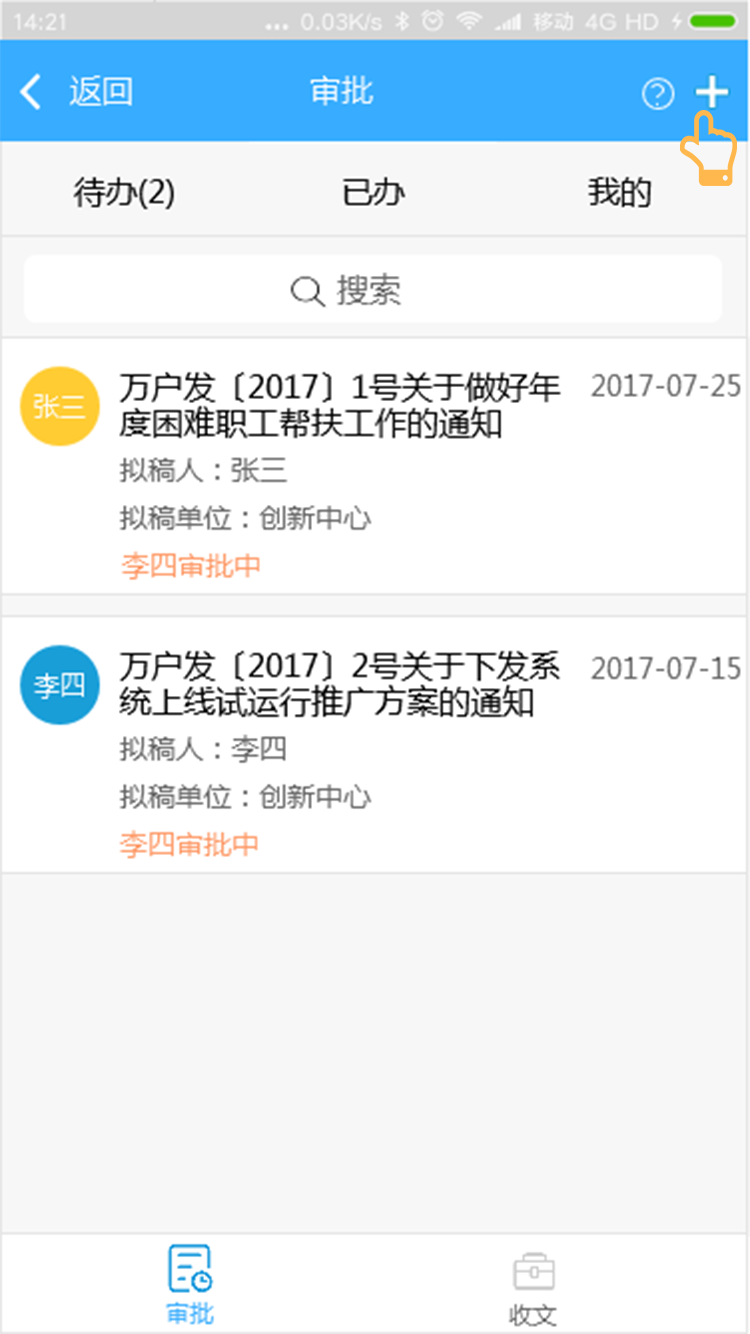 14:21 ... 0.03K/s 移动 4G HD
返回 审批
待办(2) 已办 我的
搜索
张三
万户发〔2017〕1号关于做好年 2017-07-25
度困难职工帮扶工作的通知
拟稿人：张三
拟稿单位：创新中心
李四审批中
李四
万户发〔2017〕2号关于下发系 2017-07-15
统上线试运行推广方案的通知
拟稿人：李四
拟稿单位：创新中心
李四审批中
审批 收文